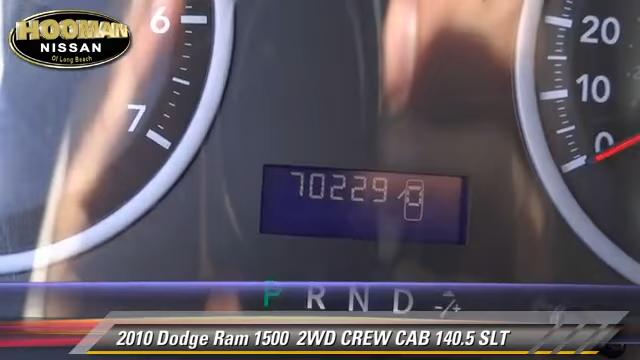 HOOMAN
NISSAN
Of Long Beach
6
7
20
10
0
70229
P R N D -/+
2010 Dodge Ram 1500 2WD CREW CAB 140.5 SLT